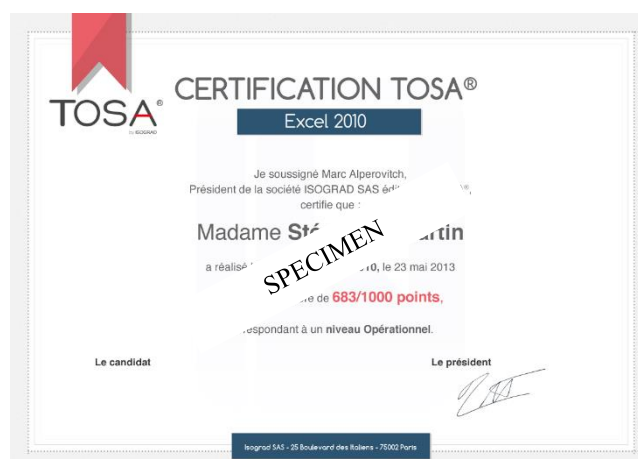 TOSA®
by ISOGRAD
CERTIFICATION TOSA®
Excel 2010
Je soussigné Marc Alperovitch,
Président de la société ISOGRAD SAS
certifie que :
Madame
a réalisé le 23 mai 2013
SPECIMEN
de 683/1000 points,
à un niveau Opérationnel.
Le candidat
Le président
Isograd SAS - 25 Boulevard des Italiens - 75002 Paris